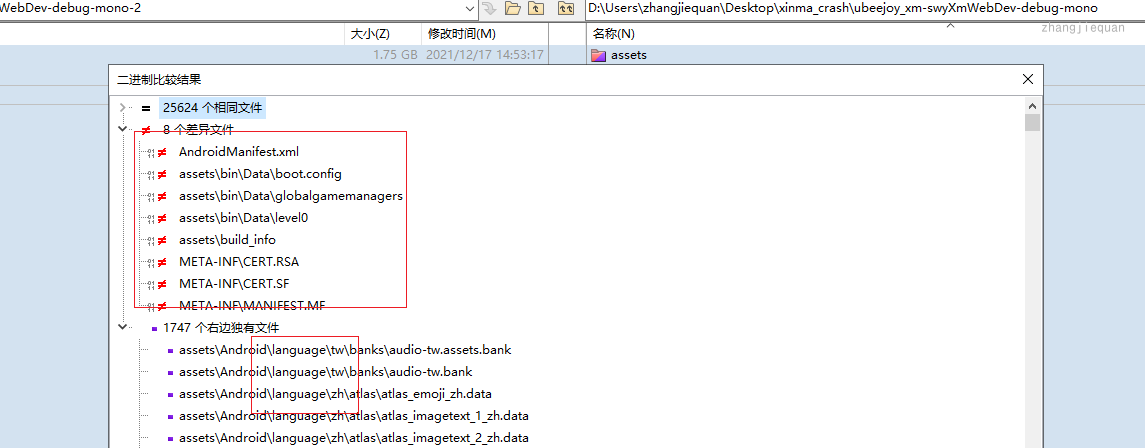 WebDev-debug-mono-2
D:\Users\zhangjiequan\Desktop\xinma_crash\ubeejoy_xm-swyXmWebDev-debug-mono
zhangjiequan
大小(Z) 修改时间(M) 名称(N)
1.75 GB 2021/12/17 14:53:17 assets
二进制比较结果
= 25624 个相同文件
≠ 8 个差异文件
≠ AndroidManifest.xml
≠ assets\bin\Data\boot.config
≠ assets\bin\Data\globalgamemanagers
≠ assets\bin\Data\level0
≠ assets\build_info
≠ META-INF\CERT.RSA
≠ META-INF\CERT.SF
≠ META-INF\MANIFEST.MF
1747 个右边独有文件
assets\Android\language\tw\banks\audio-tw.assets.bank
assets\Android\language\tw\banks\audio-tw.bank
assets\Android\language\zh\atlas\atlas_emoji_zh.data
assets\Android\language\zh\atlas\atlas_imagetext_1_zh.data
assets\Android\language\zh\atlas\atlas_imagetext_2_zh.data